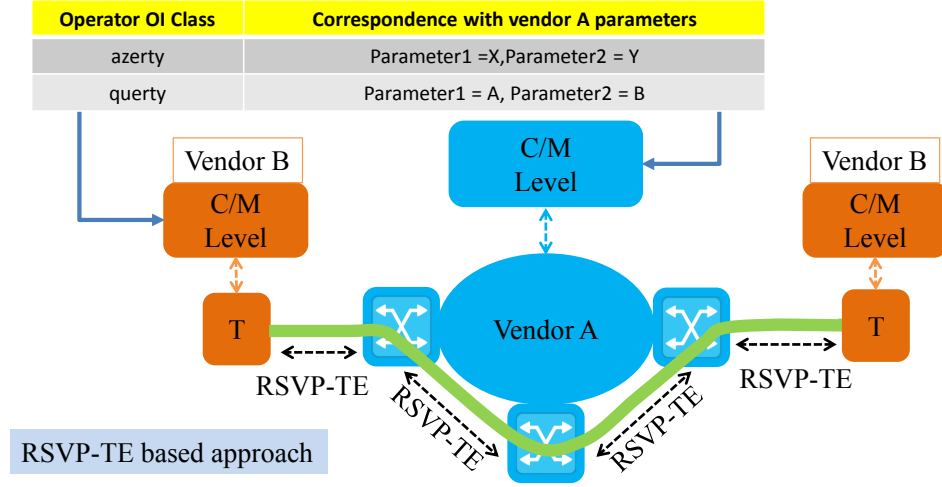 Operator OI Class
Correspondence with vendor A parameters
azerty
Parameter1 =X,Parameter2 = Y
querty
Parameter1 = A, Parameter2 = B
Vendor B
C/M
Level
C/M
Level
Vendor B
C/M
Level
T
Vendor A
T
RSVP-TE
RSVP-TE
RSVP-TE
RSVP-TE
RSVP-TE based approach